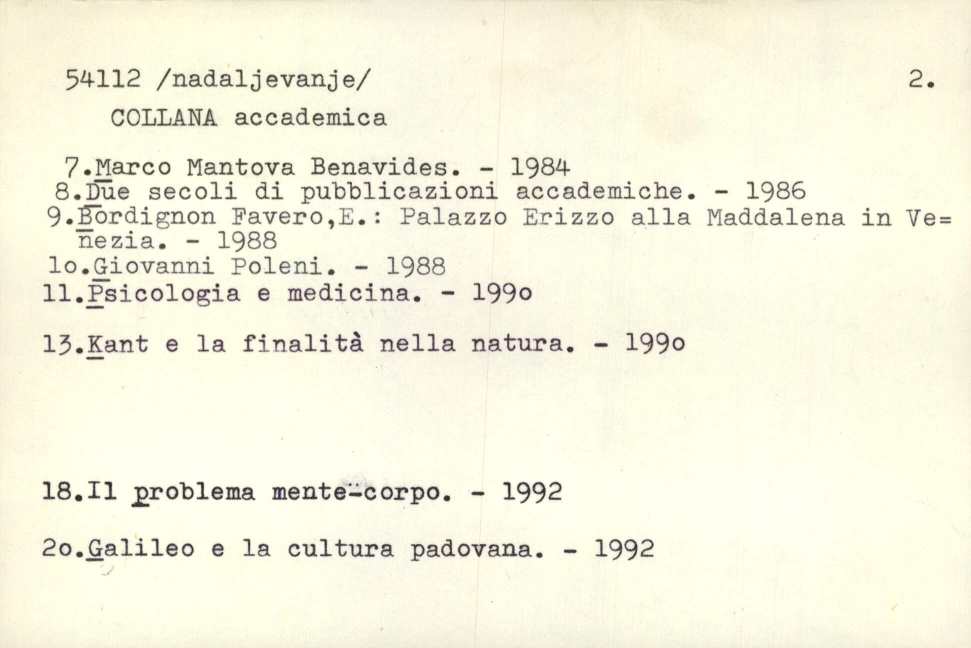 54112 /nadaljevanje/ 2.
COLLANA accademica
7.Marco Mantova Benavides. - 1984
8.Due secoli di pubblicazioni accademiche. - 1986
9.Bordignon Favero,E.: Palazzo Erizzo alla Maddalena in Ve=
nezia. - 1988
1o.Giovanni Poleni. - 1988
11.Psicologia e medicina. - 199o
13.Kant e la finalità nella natura. - 199o
18.Il problema mente-corpo. - 1992
2o.Galileo e la cultura padovana. - 1992